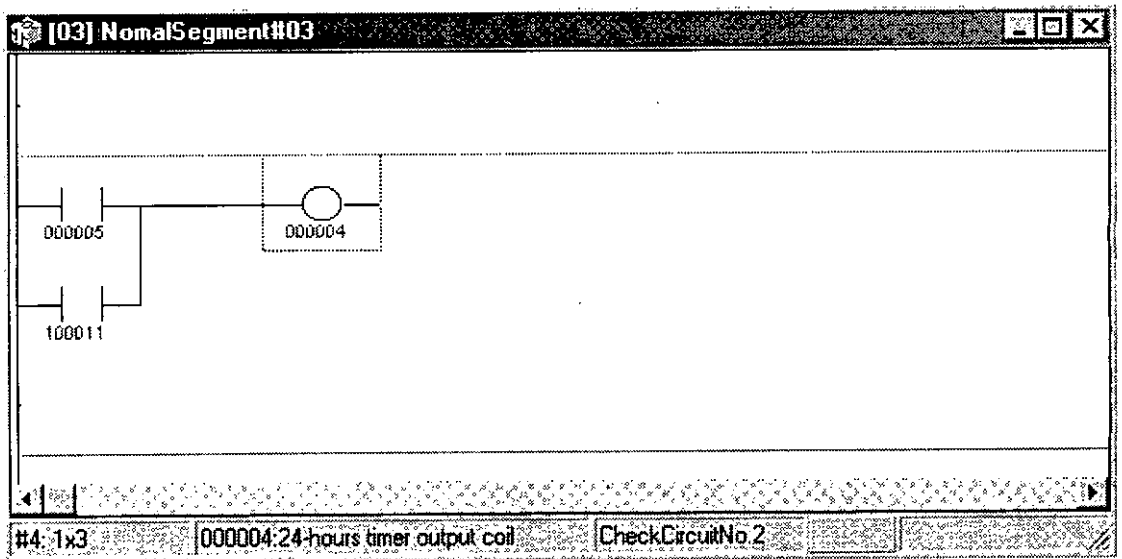 [03] NomalSegment#03
000005
000004
100011
#4: 1x3
000004:24-hours timer output coil
CheckCircuitNo.2